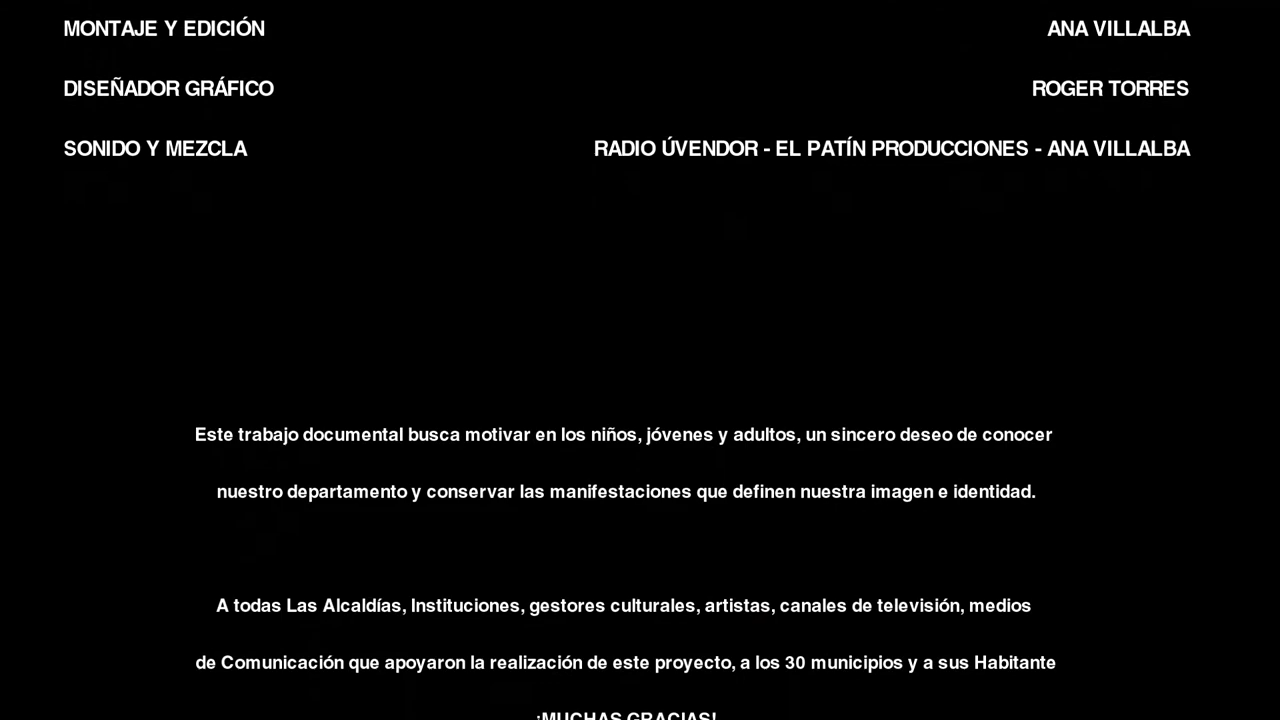 MONTAJE Y EDICIÓN ANA VILLALBA
DISEÑADOR GRÁFICO ROGER TORRES
SONIDO Y MEZCLA RADIO ÚVENDOR - EL PATÍN PRODUCCIONES - ANA VILLALBA
Este trabajo documental busca motivar en los niños, jóvenes y adultos, un sincero deseo de conocer
nuestro departamento y conservar las manifestaciones que definen nuestra imagen e identidad.
A todas Las Alcaldías, Instituciones, gestores culturales, artistas, canales de televisión, medios
de Comunicación que apoyaron la realización de este proyecto, a los 30 municipios y a sus Habitante
¡MUCHAS GRACIAS!